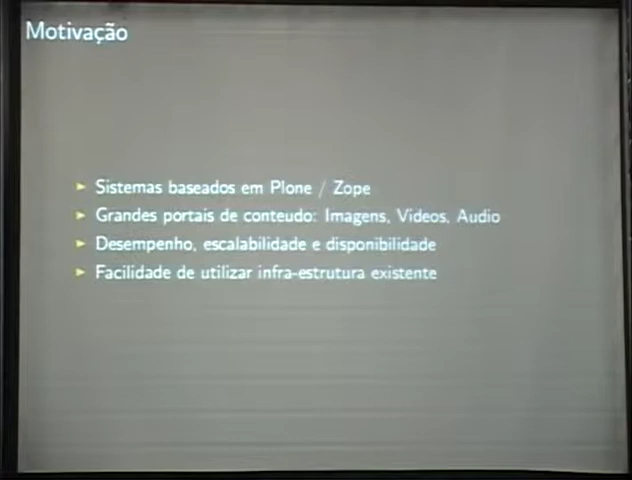 Motivação
Sistemas baseados em Plone / Zope
Grandes portais de conteudo: Imagens, Videos, Audio
Desempenho, escalabilidade e disponibilidade
Facilidade de utilizar infra-estrutura existente